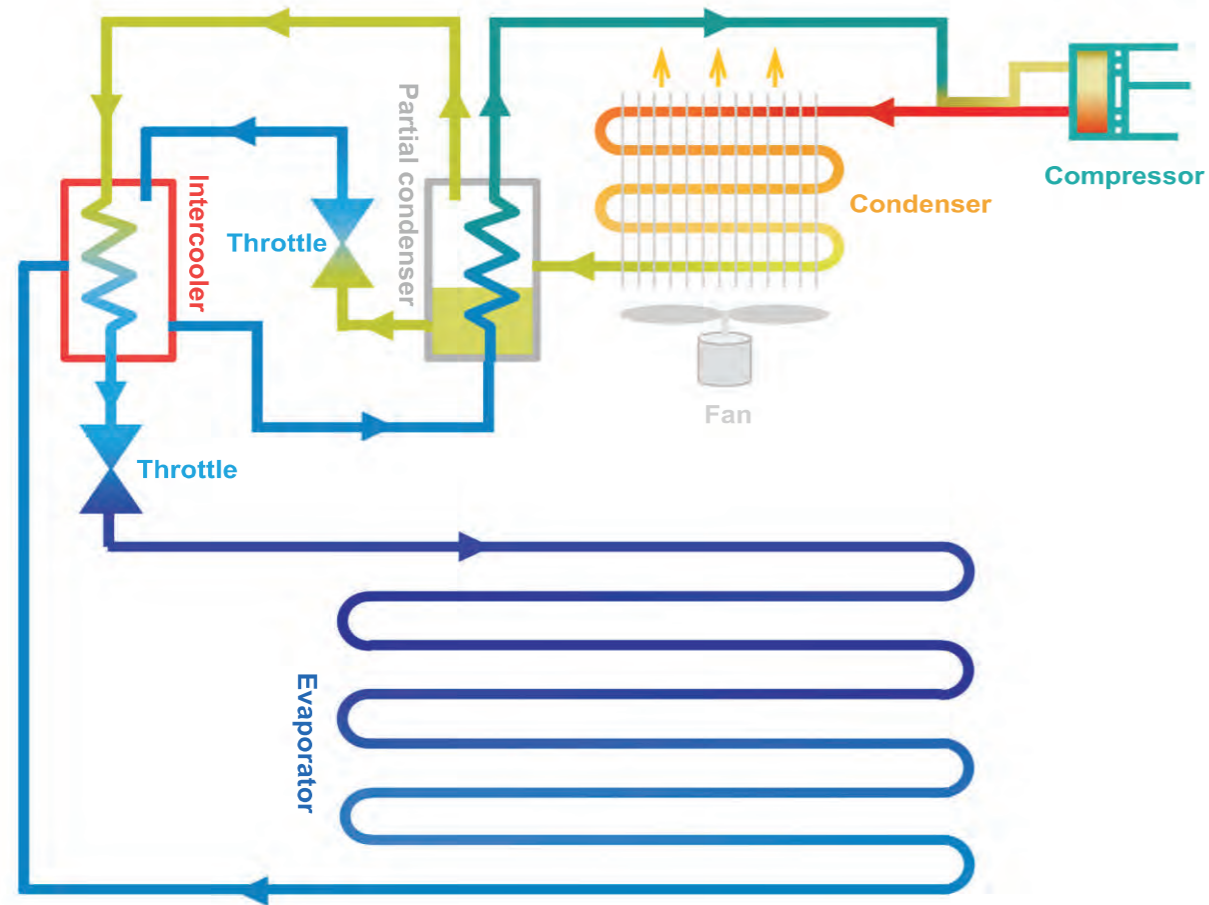 Partial condenser
Compressor
Intercooler
Condenser
Throttle
Fan
Throttle
Evaporator